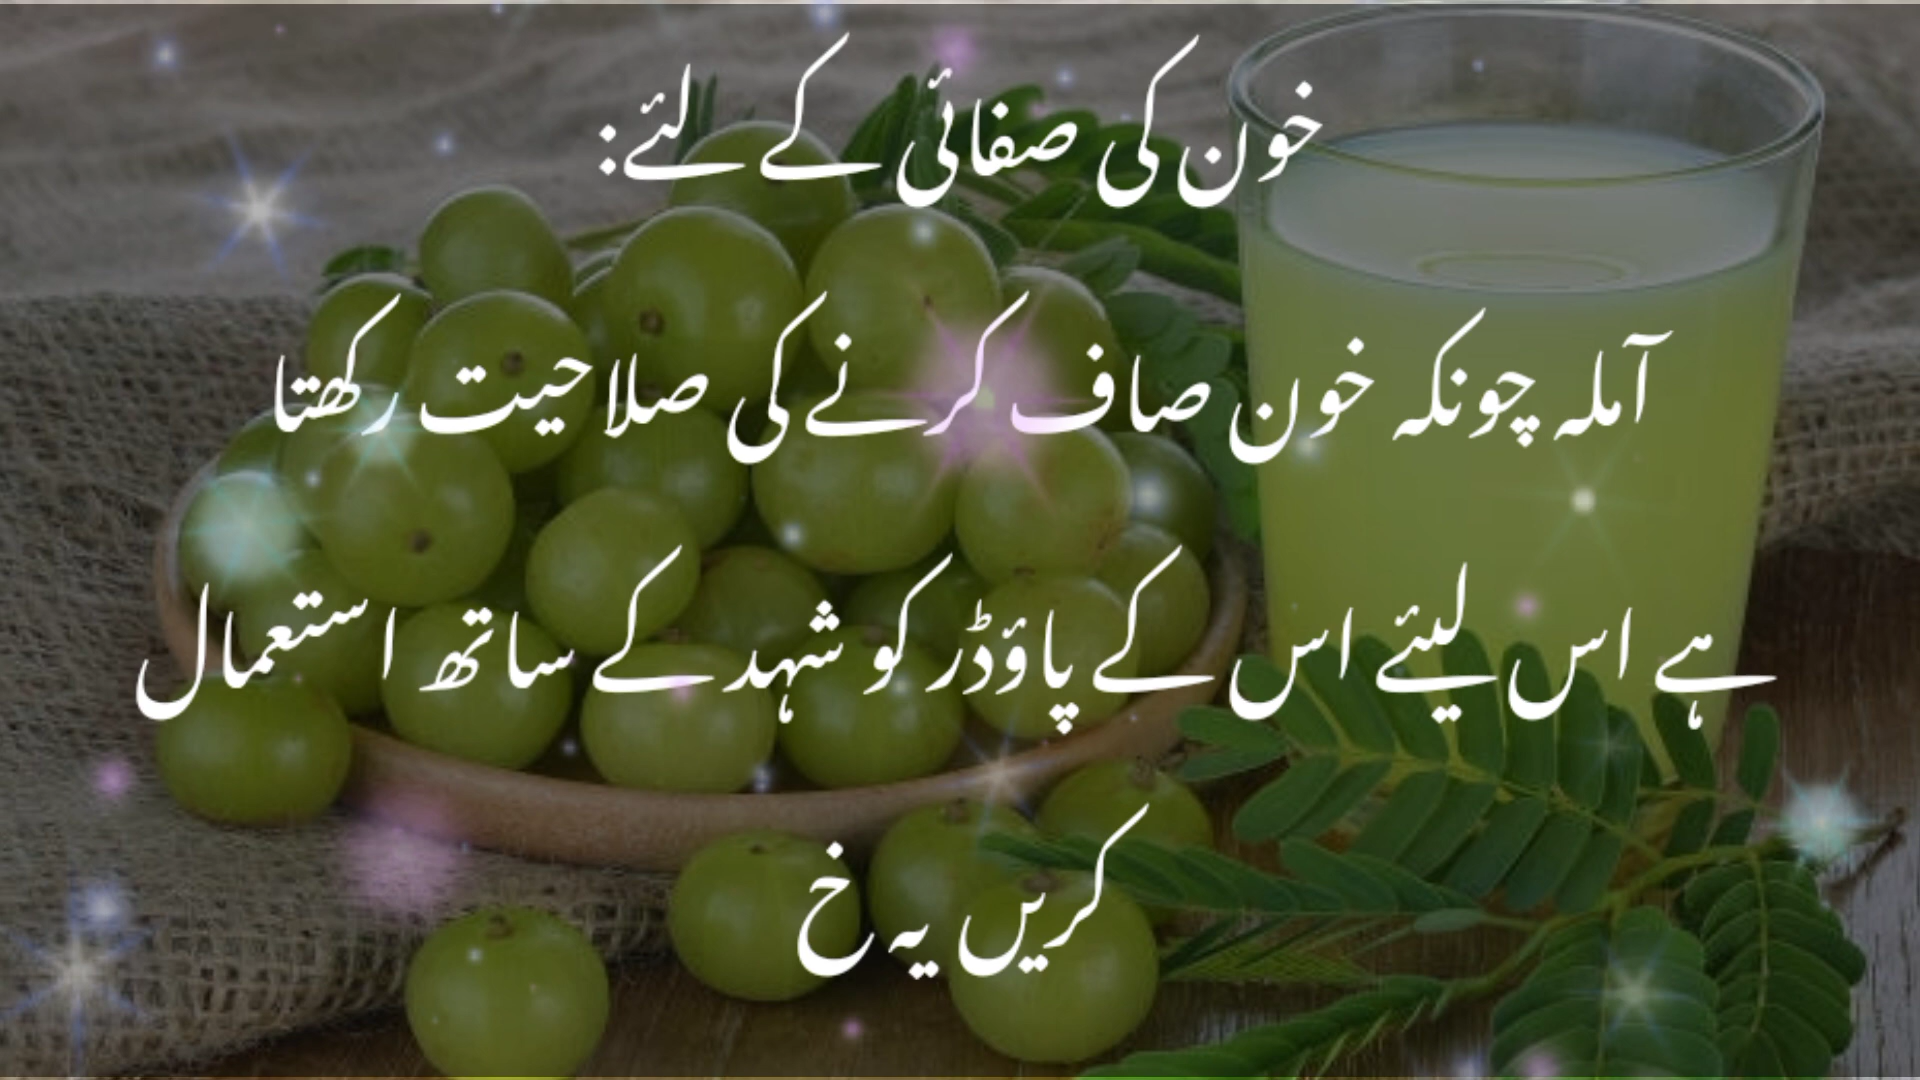 خون کی صفائی کے لئے:
آملہ چونکہ خون صاف کرنے کی صلاحیت رکھتا
ہے اس لیئے اس کے پاؤڈر کو شہد کے ساتھ استعمال
کریں یہ خ